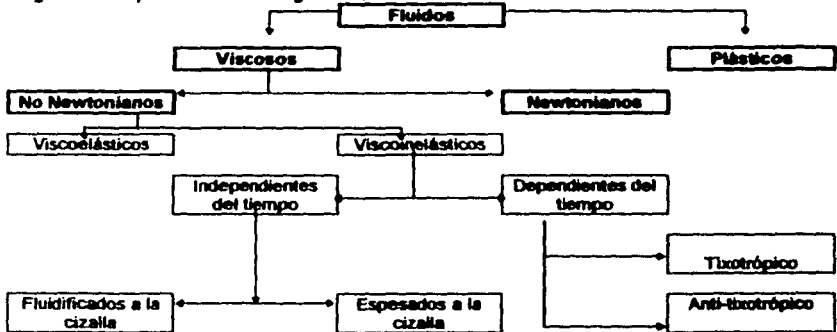 Fluidos
Viscosos
Plásticos
No Newtonianos
Newtonianos
Viscoelásticos
Viscoinelásticos
Independientes
del tiempo
Dependientes del
tiempo
Tixotrópico
Fluidificados a la
cizalla
Espesados a la
cizalla
Anti-tixotrópico